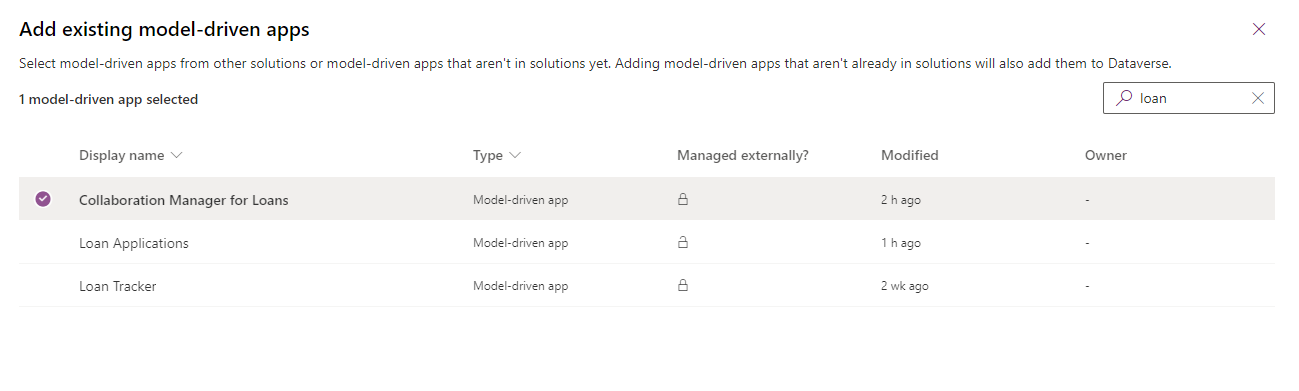 Add existing model-driven apps
Select model-driven apps from other solutions or model-driven apps that aren't in solutions yet. Adding model-driven apps that aren't already in solutions will also add them to Dataverse.
1 model-driven app selected
loan
Display name Type Managed externally? Modified Owner
Collaboration Manager for Loans Model-driven app 2 h ago -
Loan Applications Model-driven app 1 h ago -
Loan Tracker Model-driven app 2 wk ago -